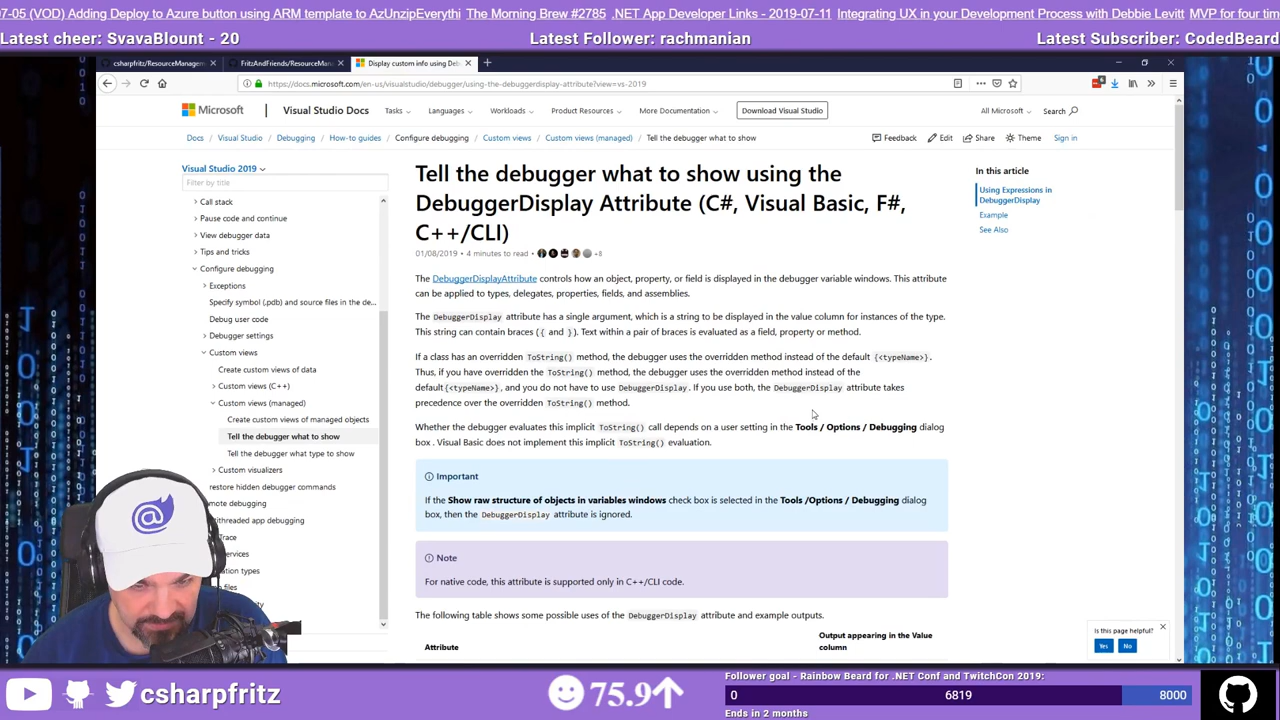 07-05 (VOD) Adding Deploy to Azure button using ARM template to AzUnzipEverythi The Morning Brew #2785 .NET App Developer Links - 2019-07-11 Integrating UX in your Development Process with Debbie Levitt MVP for four tim
Latest cheer: SvavaBlount - 20 Latest Follower: rachmanian Latest Subscriber: CodedBeard
csharpfritz/ResourceManagem FritzAndFriends/ResourceMan Display custom info using Deb
https://docs.microsoft.com/en-us/visualstudio/debugger/using-the-debuggerdisplay-attribute?view=vs-2019
Microsoft Visual Studio Docs Tasks Languages Workloads Product Resources More Documentation Download Visual Studio All Microsoft Search
Docs Visual Studio Debugging How-to guides Configure debugging Custom views Custom views (managed) Tell the debugger what to show Feedback Edit Share Theme Sign in
Visual Studio 2019
Filter by title
Call stack
Pause code and continue
View debugger data
Tips and tricks
Configure debugging
Exceptions
Specify symbol (.pdb) and source files in the de...
Debug user code
Debugger settings
Custom views
Create custom views of data
Custom views (C++)
Custom views (managed)
Create custom views of managed objects
Tell the debugger what to show
Tell the debugger what type to show
Custom visualizers
restore hidden debugger commands
mote debugging
tithreaded app debugging
Trace
ervices
tion types
files
Tell the debugger what to show using the
DebuggerDisplay Attribute (C#, Visual Basic, F#,
C++/CLI)
01/08/2019 • 4 minutes to read • +8
The DebuggerDisplayAttribute controls how an object, property, or field is displayed in the debugger variable windows. This attribute
can be applied to types, delegates, properties, fields, and assemblies.
The DebuggerDisplay attribute has a single argument, which is a string to be displayed in the value column for instances of the type.
This string can contain braces ({ and }). Text within a pair of braces is evaluated as a field, property or method.
If a class has an overridden ToString() method, the debugger uses the overridden method instead of the default {<typeName>}.
Thus, if you have overridden the ToString() method, the debugger uses the overridden method instead of the
default{<typeName>}, and you do not have to use DebuggerDisplay. If you use both, the DebuggerDisplay attribute takes
precedence over the overridden ToString() method.
Whether the debugger evaluates this implicit ToString() call depends on a user setting in the Tools / Options / Debugging dialog
box . Visual Basic does not implement this implicit ToString() evaluation.
Important
If the Show raw structure of objects in variables windows check box is selected in the Tools /Options / Debugging dialog
box, then the DebuggerDisplay attribute is ignored.
Note
For native code, this attribute is supported only in C++/CLI code.
The following table shows some possible uses of the DebuggerDisplay attribute and example outputs.
Attribute
Output appearing in the Value
column
In this article
Using Expressions in
DebuggerDisplay
Example
See Also
Is this page helpful?
Yes No
csharpfritz
75.9
Follower goal - Rainbow Beard for .NET Conf and TwitchCon 2019:
0 6819 8000
Ends in 2 months